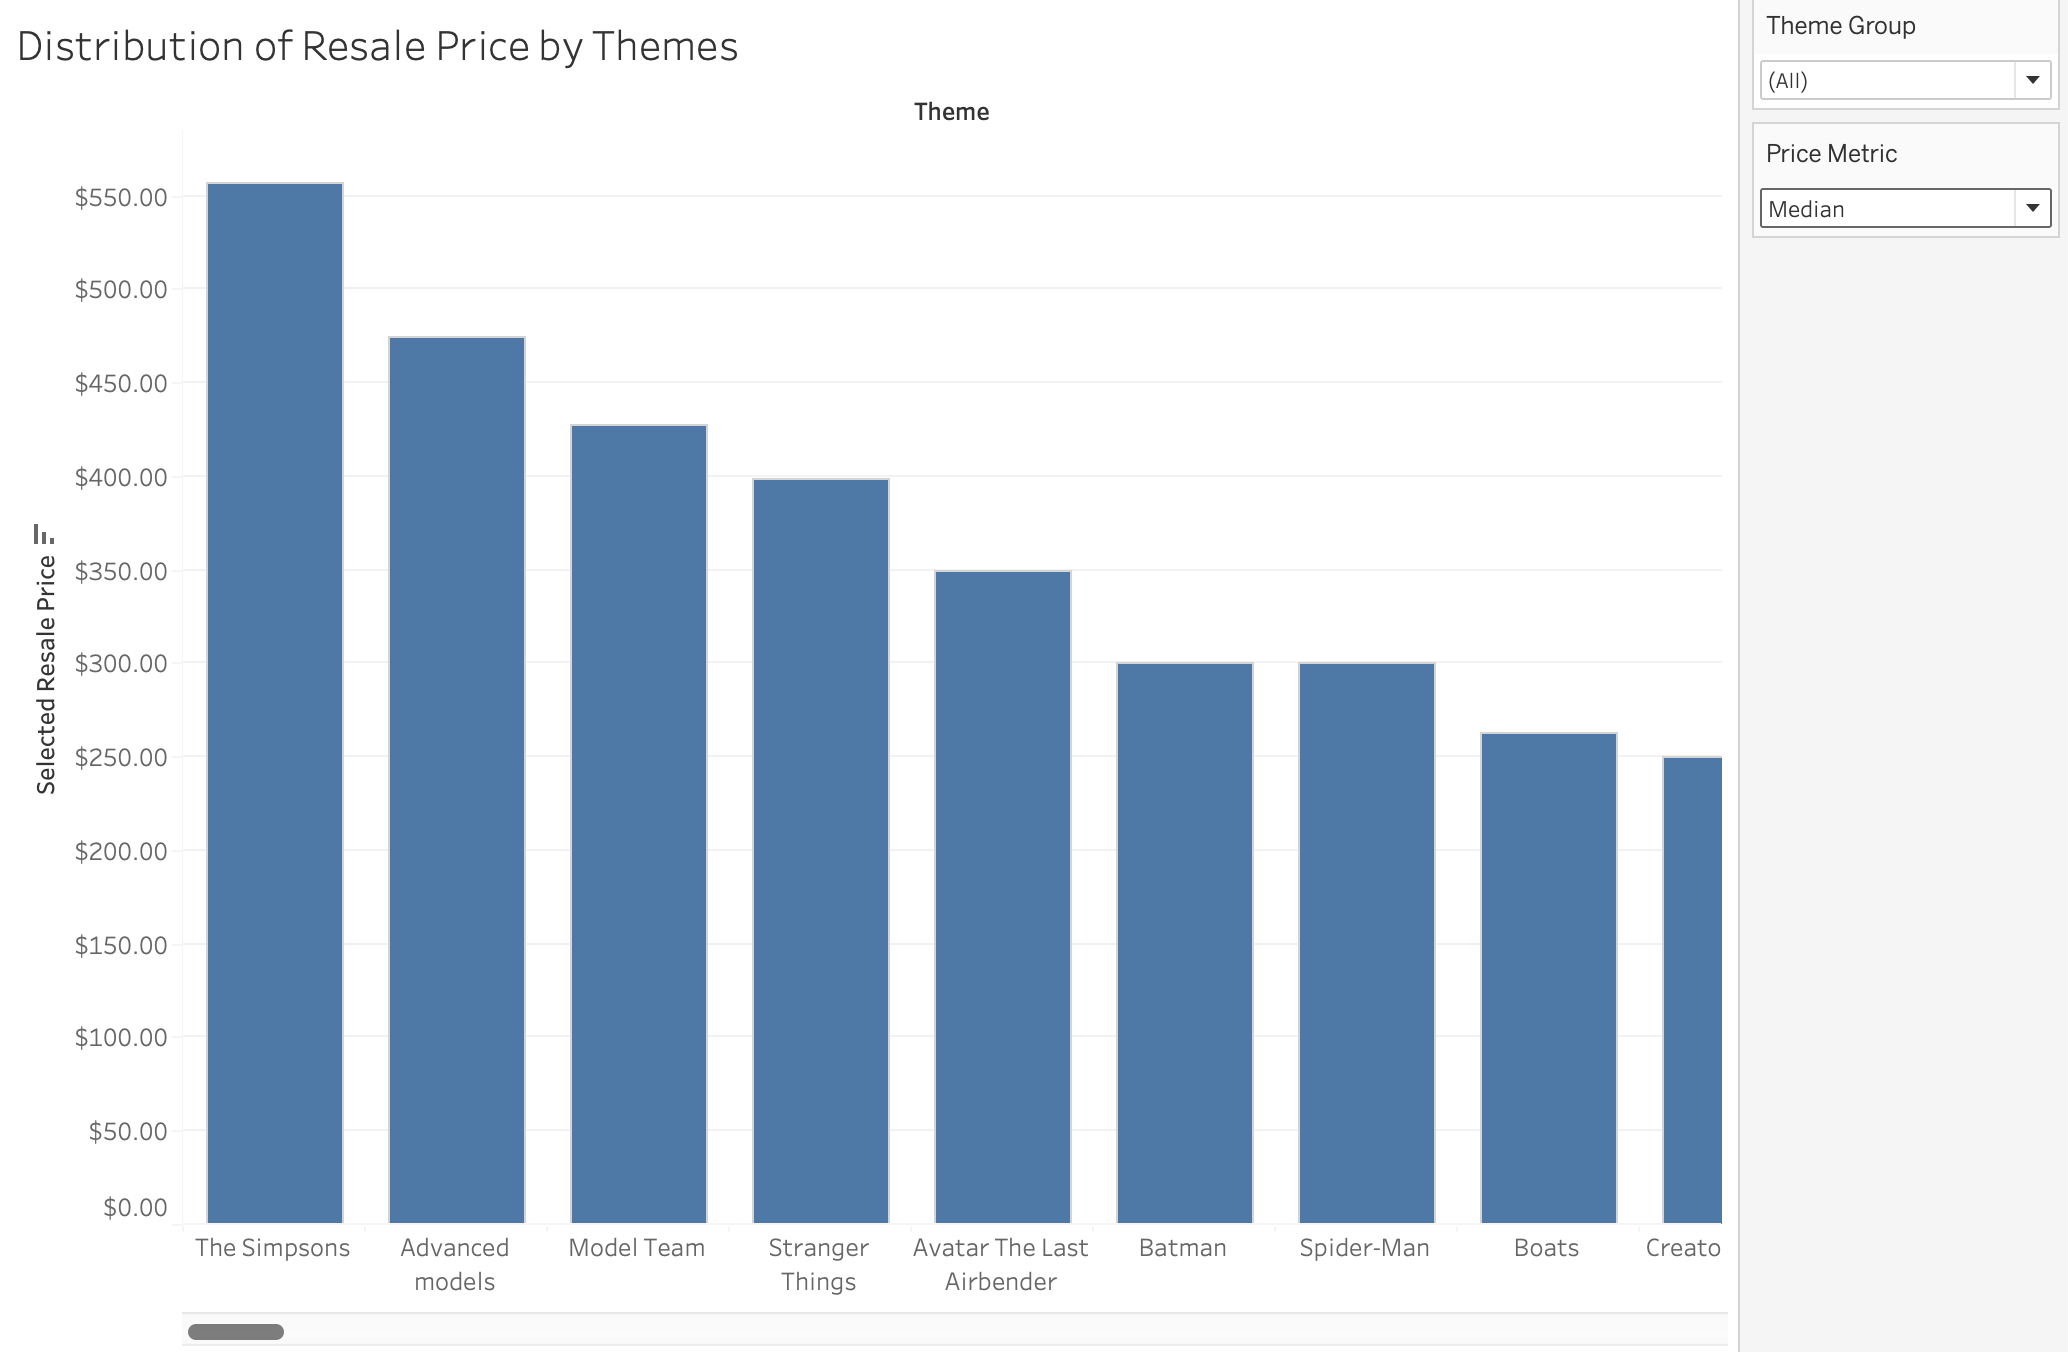 Distribution of Resale Price by Themes
Theme
Selected Resale Price
$550.00
$500.00
$450.00
$400.00
$350.00
$300.00
$250.00
$200.00
$150.00
$100.00
$50.00
$0.00
The Simpsons
Advanced
models
Model Team
Stranger
Things
Avatar The Last
Airbender
Batman
Spider-Man
Boats
Creato
Theme Group
(All)
Price Metric
Median